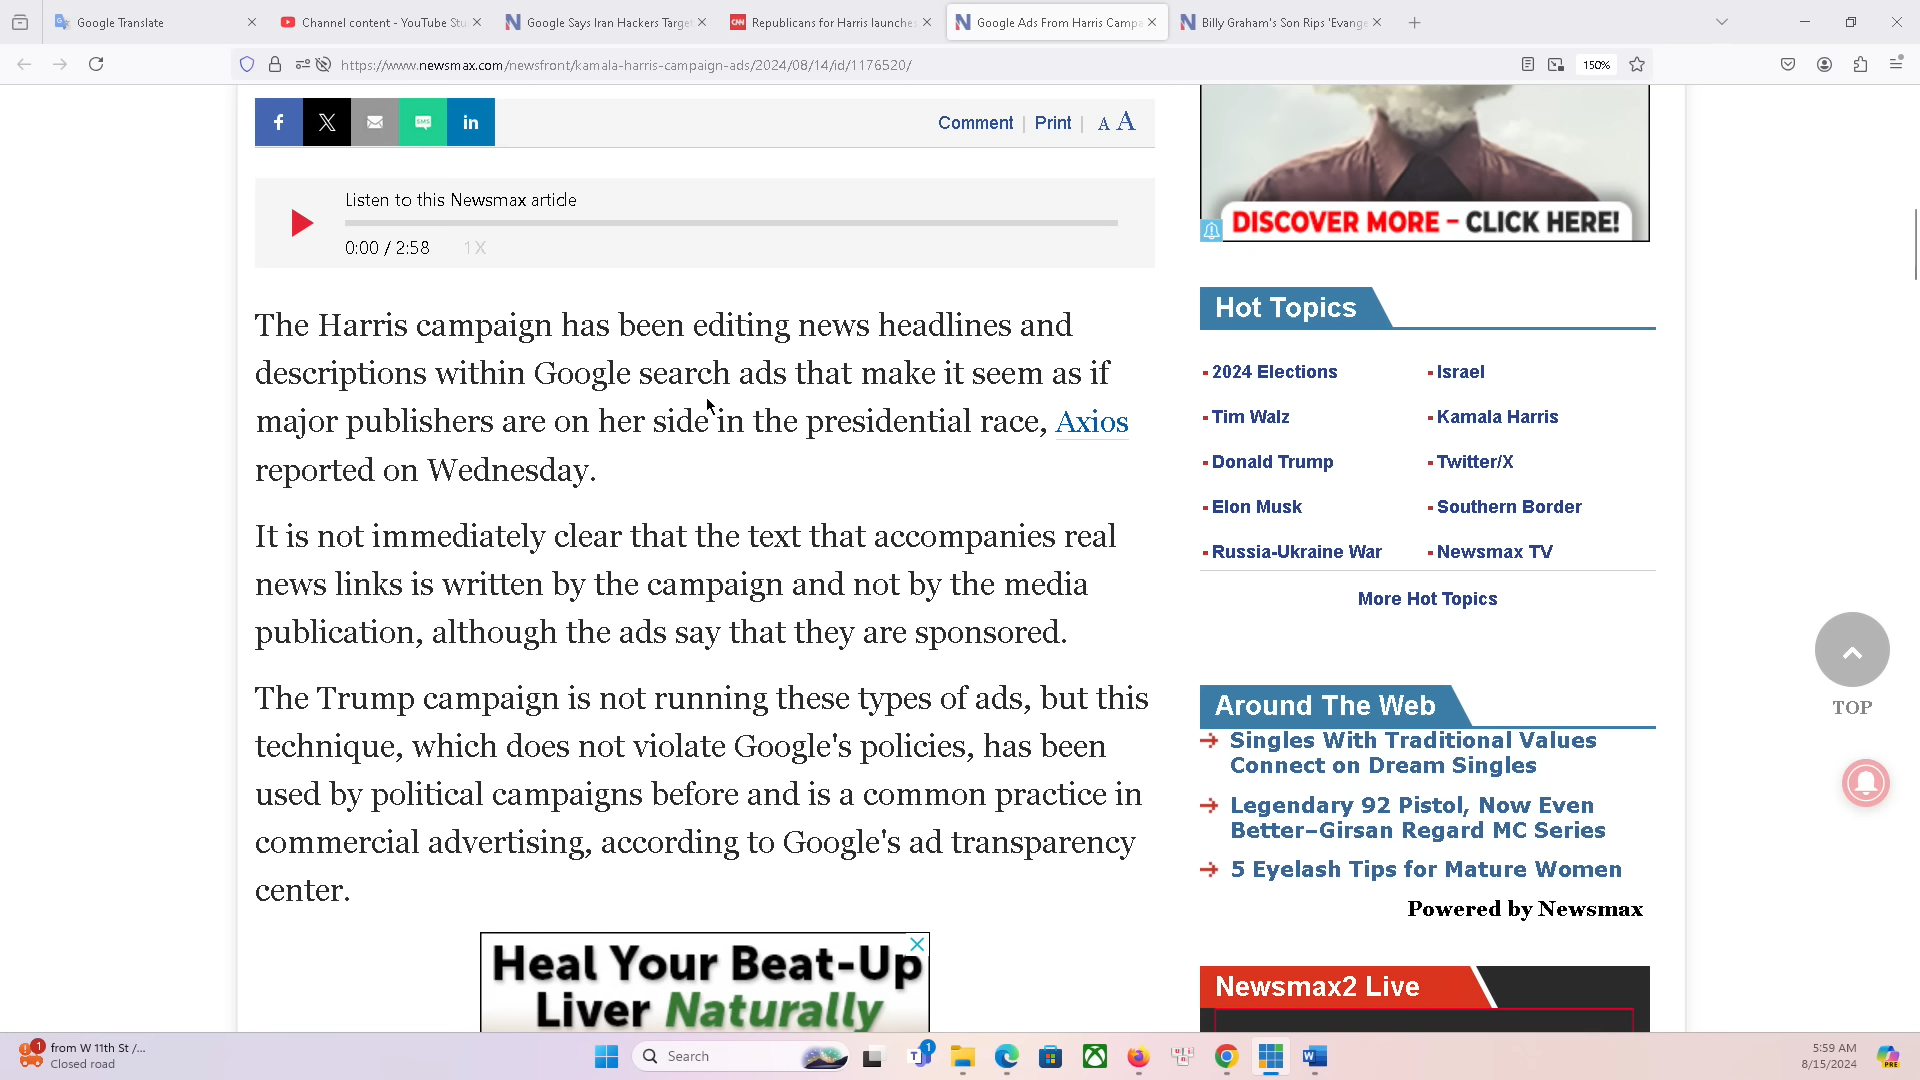 Google Translate
Channel content - YouTube Stu
Google Says Iran Hackers Target
Republicans for Harris launches
Google Ads From Harris Campa
Billy Graham's Son Rips 'Evange
https://www.newsmax.com/newsfront/kamala-harris-campaign-ads/2024/08/14/id/1176520/
150%
Comment | Print | A A
Listen to this Newsmax article
0:00 / 2:58 1X
The Harris campaign has been editing news headlines and
descriptions within Google search ads that make it seem as if
major publishers are on her side in the presidential race, Axios
reported on Wednesday.
It is not immediately clear that the text that accompanies real
news links is written by the campaign and not by the media
publication, although the ads say that they are sponsored.
The Trump campaign is not running these types of ads, but this
technique, which does not violate Google's policies, has been
used by political campaigns before and is a common practice in
commercial advertising, according to Google's ad transparency
center.
Heal Your Beat-Up
Liver Naturally
DISCOVER MORE – CLICK HERE!
Hot Topics
2024 Elections
Israel
Tim Walz
Kamala Harris
Donald Trump
Twitter/X
Elon Musk
Southern Border
Russia-Ukraine War
Newsmax TV
More Hot Topics
Around The Web
Singles With Traditional Values
Connect on Dream Singles
Legendary 92 Pistol, Now Even
Better–Girsan Regard MC Series
5 Eyelash Tips for Mature Women
Powered by Newsmax
Newsmax2 Live
TOP
1
from W 11th St /...
Closed road
Search
1
5:59 AM
8/15/2024